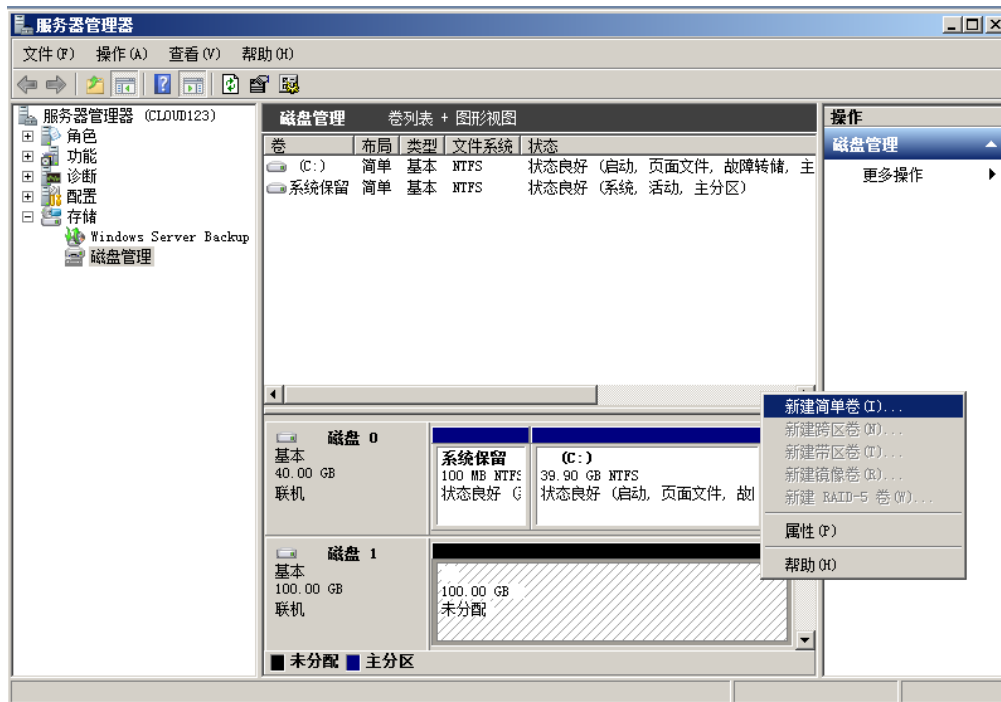 服务器管理器
文件(F) 操作(A) 查看(V) 帮助(H)
服务器管理器 (CLOUD123)
角色
功能
诊断
配置
存储
Windows Server Backup
磁盘管理
磁盘管理 卷列表 + 图形视图
卷 布局 类型 文件系统 状态
(C:) 简单 基本 NTFS 状态良好 (启动, 页面文件, 故障转储, 主
系统保留 简单 基本 NTFS 状态良好 (系统, 活动, 主分区)
磁盘 0
基本
40.00 GB
联机
系统保留
100 MB NTFS
状态良好 (
(C:)
39.90 GB NTFS
状态良好 (启动, 页面文件, 故
磁盘 1
基本
100.00 GB
联机
100.00 GB
未分配
未分配 主分区
操作
磁盘管理
更多操作
新建简单卷(I)...
新建跨区卷(N)...
新建带区卷(T)...
新建镜像卷(R)...
新建 RAID-5 卷(W)...
属性(P)
帮助(H)